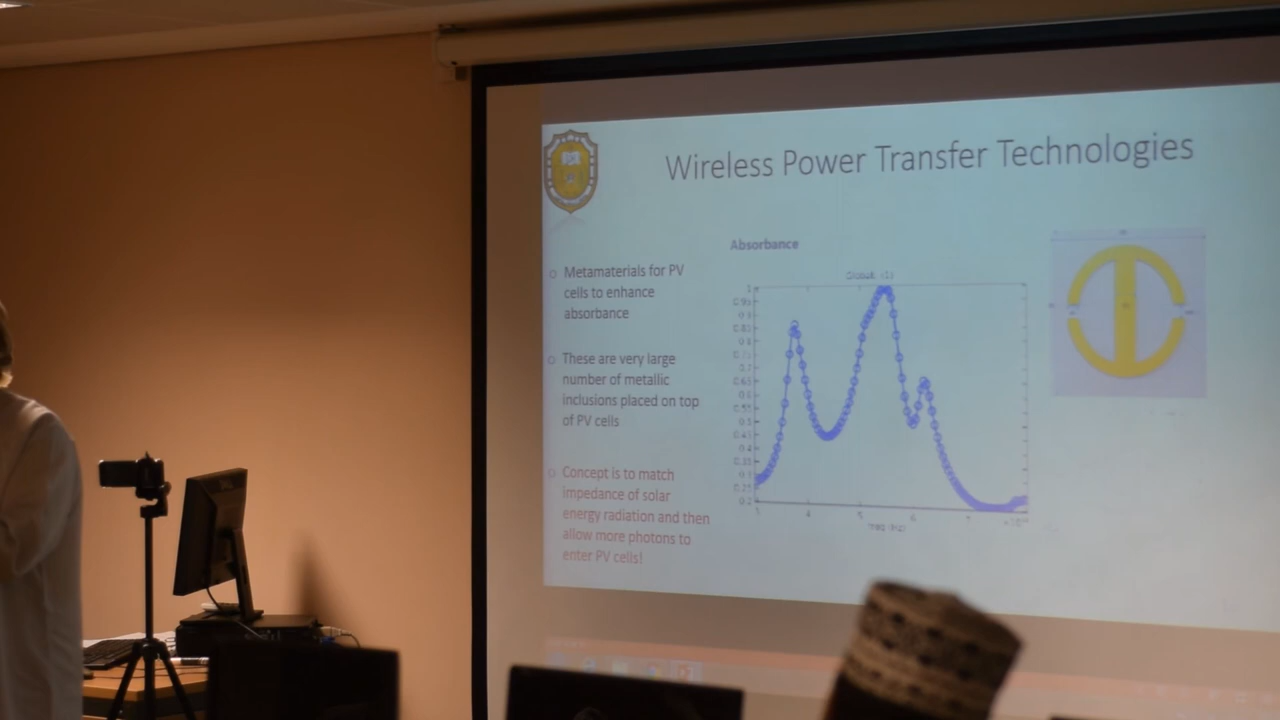 Wireless Power Transfer Technologies
Absorbance
Metamaterials for PV
cells to enhance
absorbance
These are very large
number of metallic
inclusions placed on top
of PV cells
Concept is to match
impedance of solar
energy radiation and then
allow more photons to
enter PV cells!